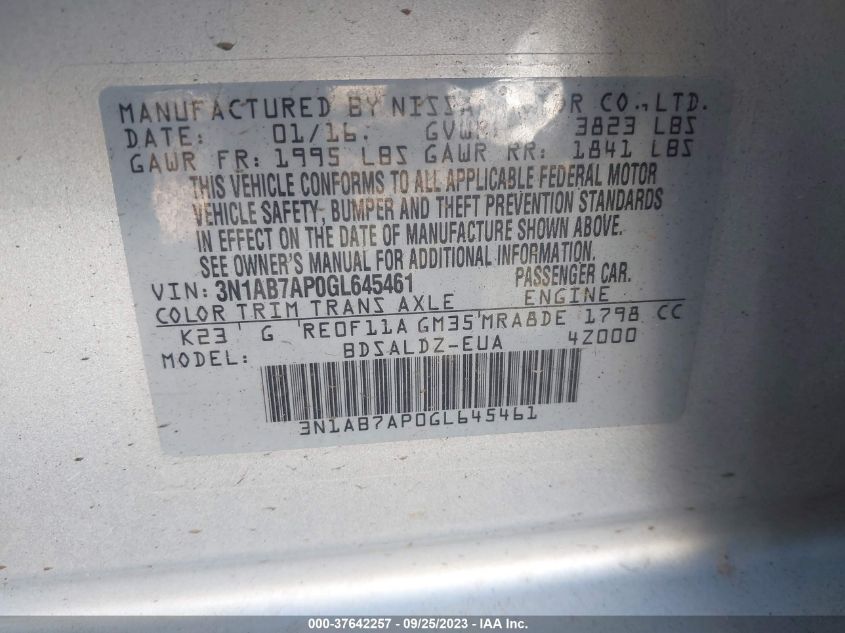 MANUFACTURED BY NISSAN MOTOR CO.,LTD.
DATE: 01/16. GVWR: 3823 LBS
GAWR FR: 1995 LBS GAWR RR: 1841 LBS
THIS VEHICLE CONFORMS TO ALL APPLICABLE FEDERAL MOTOR
VEHICLE SAFETY, BUMPER AND THEFT PREVENTION STANDARDS
IN EFFECT ON THE DATE OF MANUFACTURE SHOWN ABOVE.
SEE OWNER'S MANUAL FOR ADDITIONAL INFORMATION.
VIN: 3N1AB7AP0GL645461 PASSENGER CAR.
COLOR TRIM TRANS AXLE ENGINE
K23 G RE0F11A GM35 MRA8DE 1798 CC
MODEL: BDSALDZ-EUA 4Z000
3N1AB7AP0GL645461
000-37642257 - 09/25/2023 - IAA Inc.